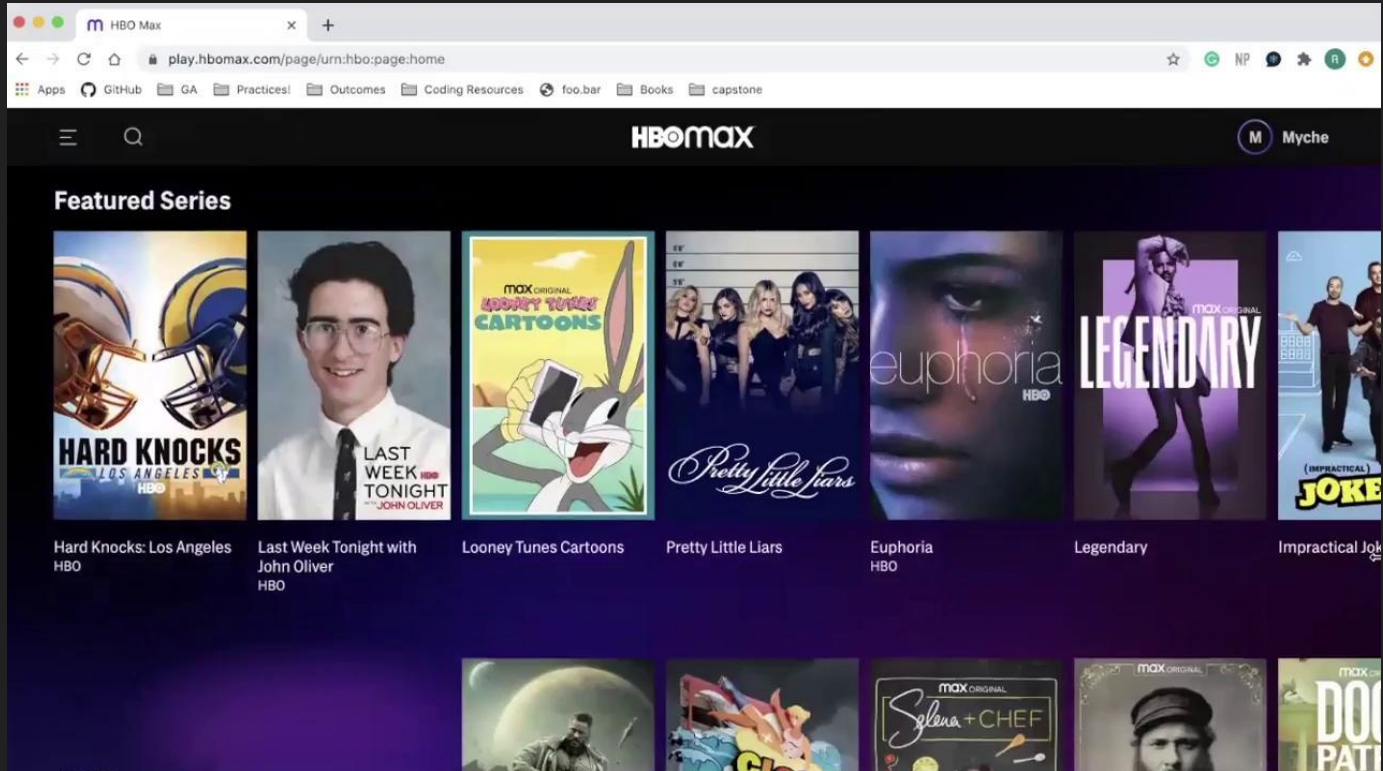 HBO Max
play.hbomax.com/page/urn:hbo:page:home
NP
R
Apps GitHub GA Practices! Outcomes Coding Resources foo.bar Books capstone
HBOmax
M Myche
Featured Series
HARD KNOCKS
LOS ANGELES
HBO
LAST
WEEK HBO
TONIGHT
WITH JOHN OLIVER
max ORIGINAL
LOONEY TUNES
CARTOONS
Pretty Little Liars
euphoria
HBO
max ORIGINAL
LEGENDARY
(IMPRACTICAL)
JOKE
Hard Knocks: Los Angeles
HBO
Last Week Tonight with
John Oliver
HBO
Looney Tunes Cartoons
Pretty Little Liars
Euphoria
HBO
Legendary
Impractical Jok
max ORIGINAL
Selena + CHEF
max ORIGINAL
max